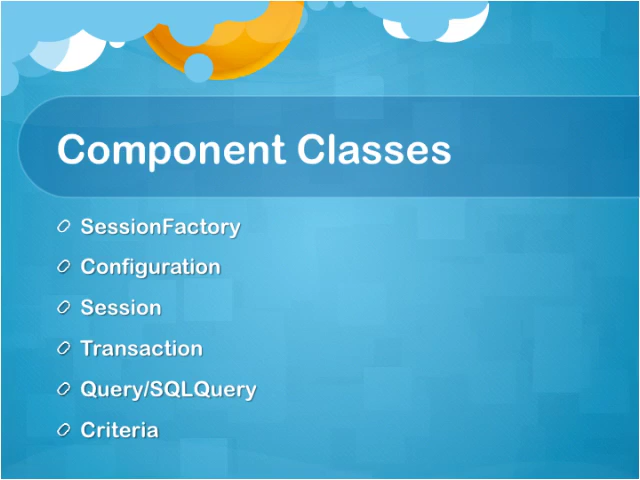 Component Classes
SessionFactory
Configuration
Session
Transaction
Query/SQLQuery
Criteria